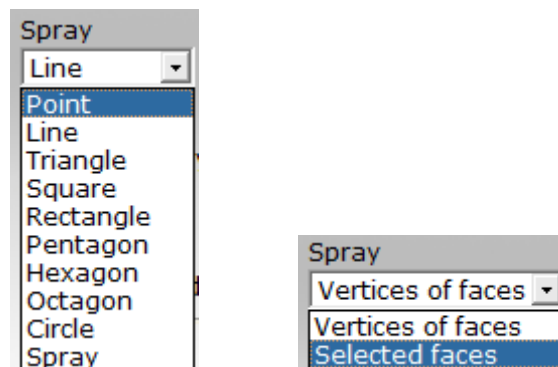 Spray
Line
Point
Line
Triangle
Square
Rectangle
Pentagon
Hexagon
Octagon
Circle
Spray
Spray
Vertices of faces
Vertices of faces
Selected faces